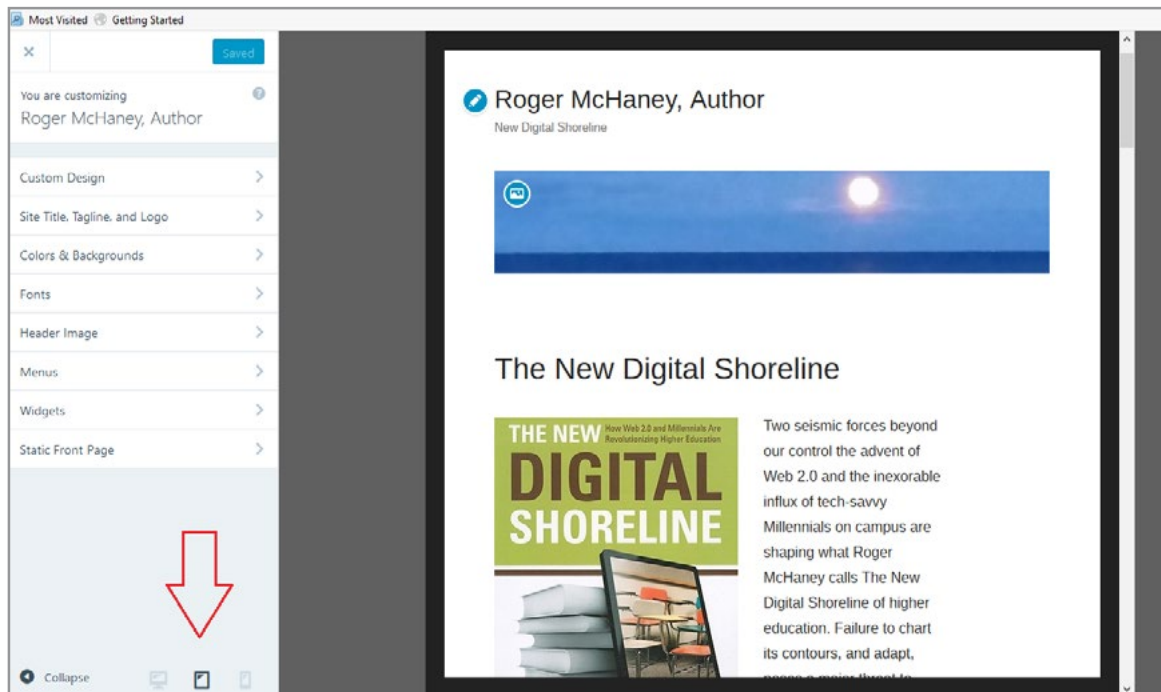 Most Visited Getting Started
Saved
You are customizing
Roger McHaney, Author
Custom Design
Site Title, Tagline, and Logo
Colors & Backgrounds
Fonts
Header Image
Menus
Widgets
Static Front Page
Collapse
Roger McHaney, Author
New Digital Shoreline
The New Digital Shoreline
THE NEW How Web 2.0 and Millennials Are
Revolutionizing Higher Education
DIGITAL
SHORELINE
Two seismic forces beyond
our control the advent of
Web 2.0 and the inexorable
influx of tech-savvy
Millennials on campus are
shaping what Roger
McHaney calls The New
Digital Shoreline of higher
education. Failure to chart
its contours, and adapt,